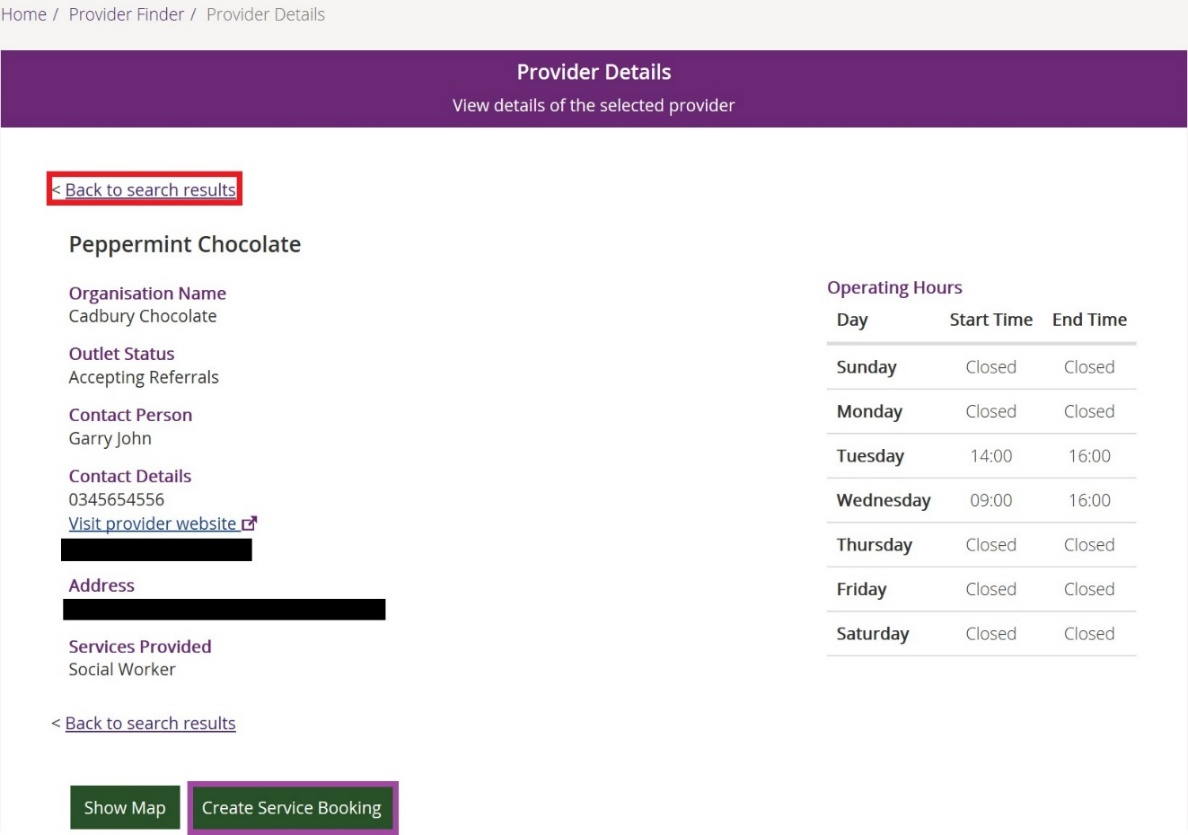 Home / Provider Finder / Provider Details
Provider Details
View details of the selected provider
< Back to search results
Peppermint Chocolate
Organisation Name
Cadbury Chocolate
Outlet Status
Accepting Referrals
Contact Person
Garry John
Contact Details
0345654556
Visit provider website
Address
Services Provided
Social Worker
Operating Hours
Day Start Time End Time
Sunday Closed Closed
Monday Closed Closed
Tuesday 14:00 16:00
Wednesday 09:00 16:00
Thursday Closed Closed
Friday Closed Closed
Saturday Closed Closed
< Back to search results
Show Map Create Service Booking